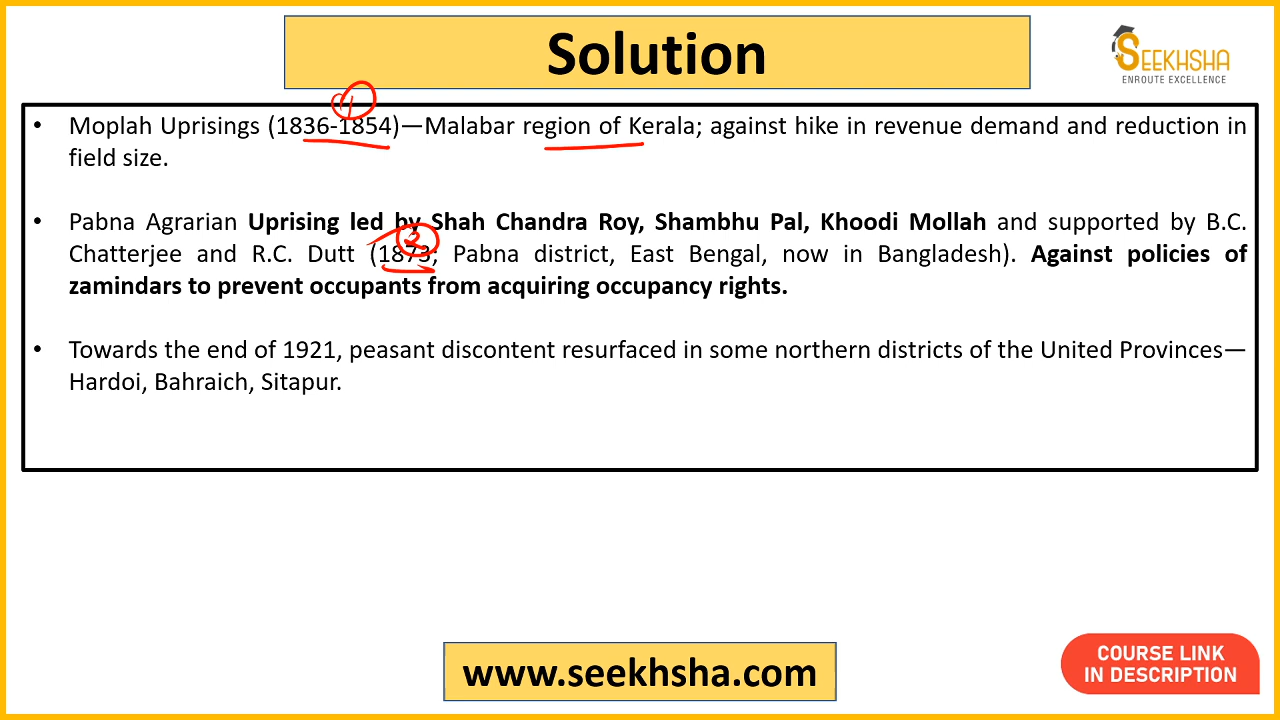 Solution
SEEKHSHA
ENROUTE EXCELLENCE
1
• Moplah Uprisings (1836-1854)—Malabar region of Kerala; against hike in revenue demand and reduction in
field size.
• Pabna Agrarian Uprising led by Shah Chandra Roy, Shambhu Pal, Khoodi Mollah and supported by B.C.
2
Chatterjee and R.C. Dutt (1873; Pabna district, East Bengal, now in Bangladesh). Against policies of
zamindars to prevent occupants from acquiring occupancy rights.
• Towards the end of 1921, peasant discontent resurfaced in some northern districts of the United Provinces—
Hardoi, Bahraich, Sitapur.
www.seekhsha.com
COURSE LINK
IN DESCRIPTION